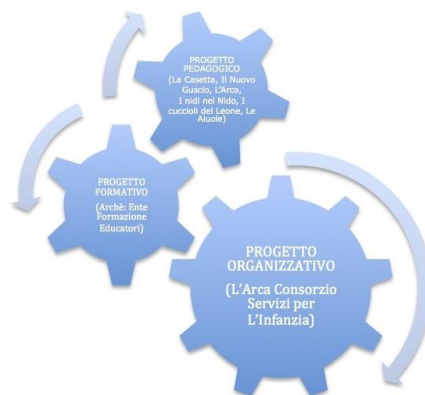 PROGETTO
PEDAGOGICO
(La Casetta, Il Nuovo
Guscio, L'Arca,
I nidi nel Nido, I
cuccioli del Leone, Le
Aiuole)
PROGETTO
FORMATIVO
(Archè: Ente
Formazione
Educatori)
PROGETTO
ORGANIZZATIVO
(L'Arca Consorzio
Servizi per
L'Infanzia)